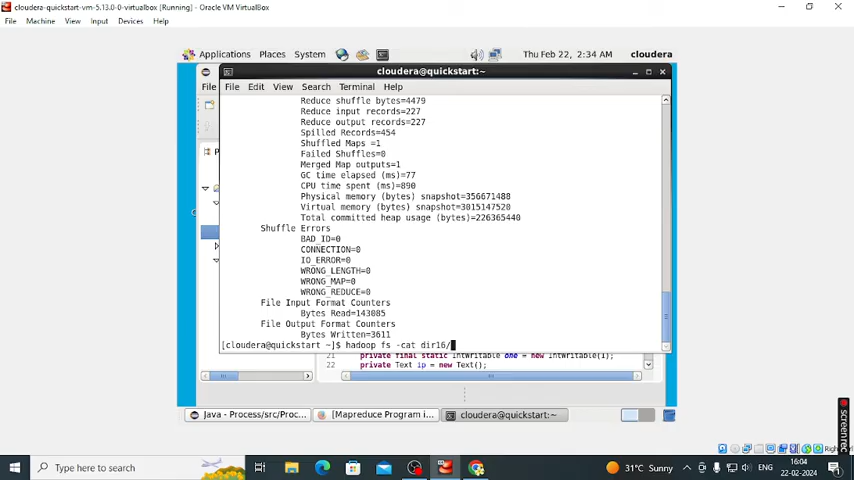 cloudera-quickstart-vm-5.13.0-0-virtualbox [Running] - Oracle VM VirtualBox
File Machine View Input Devices Help
Applications Places System Thu Feb 22, 2:34 AM cloudera
cloudera@quickstart:~
File File Edit View Search Terminal Help
Reduce shuffle bytes=4479
Reduce input records=227
Reduce output records=227
Spilled Records=454
Shuffled Maps =1
Failed Shuffles=0
Merged Map outputs=1
GC time elapsed (ms)=77
CPU time spent (ms)=890
Physical memory (bytes) snapshot=356671488
Virtual memory (bytes) snapshot=3015147520
Total committed heap usage (bytes)=226365440
Shuffle Errors
BAD_ID=0
CONNECTION=0
IO_ERROR=0
WRONG_LENGTH=0
WRONG_MAP=0
WRONG_REDUCE=0
File Input Format Counters
Bytes Read=143085
File Output Format Counters
Bytes Written=3611
[cloudera@quickstart ~]$ hadoop fs -cat dir16/
21 private final static IntWritable one = new IntWritable(1);
22 private Text ip = new Text();
Java - Process/src/Proc... [Mapreduce Program i... cloudera@quickstart:~
Right
screenrec
Type here to search 31°C Sunny ENG 16:04
22-02-2024